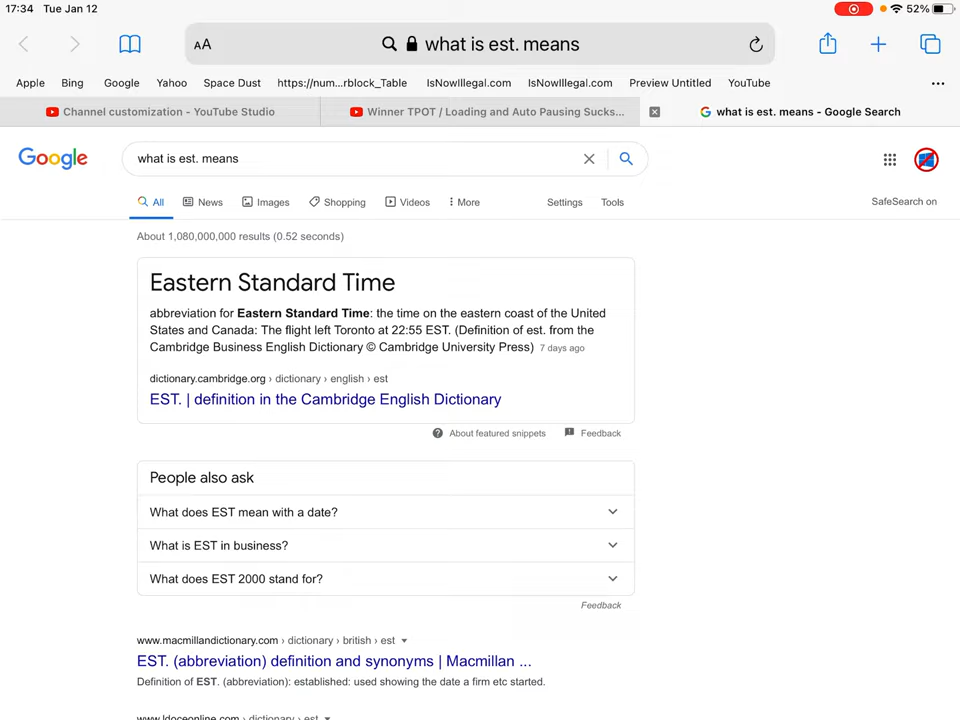 17:34 Tue Jan 12 52%
AA what is est. means
Apple Bing Google Yahoo Space Dust https://num...rblock_Table IsNowIllegal.com IsNowIllegal.com Preview Untitled YouTube
Channel customization - YouTube Studio Winner TPOT / Loading and Auto Pausing Sucks... what is est. means - Google Search
Google what is est. means
All News Images Shopping Videos More Settings Tools SafeSearch on
About 1,080,000,000 results (0.52 seconds)
Eastern Standard Time
abbreviation for Eastern Standard Time: the time on the eastern coast of the United
States and Canada: The flight left Toronto at 22:55 EST. (Definition of est. from the
Cambridge Business English Dictionary © Cambridge University Press) 7 days ago
dictionary.cambridge.org › dictionary › english › est
EST. | definition in the Cambridge English Dictionary
About featured snippets Feedback
People also ask
What does EST mean with a date?
What is EST in business?
What does EST 2000 stand for?
Feedback
www.macmillandictionary.com › dictionary › british › est
EST. (abbreviation) definition and synonyms | Macmillan ...
Definition of EST. (abbreviation): established: used showing the date a firm etc started.
www.ldoceonline.com › dictionary › est